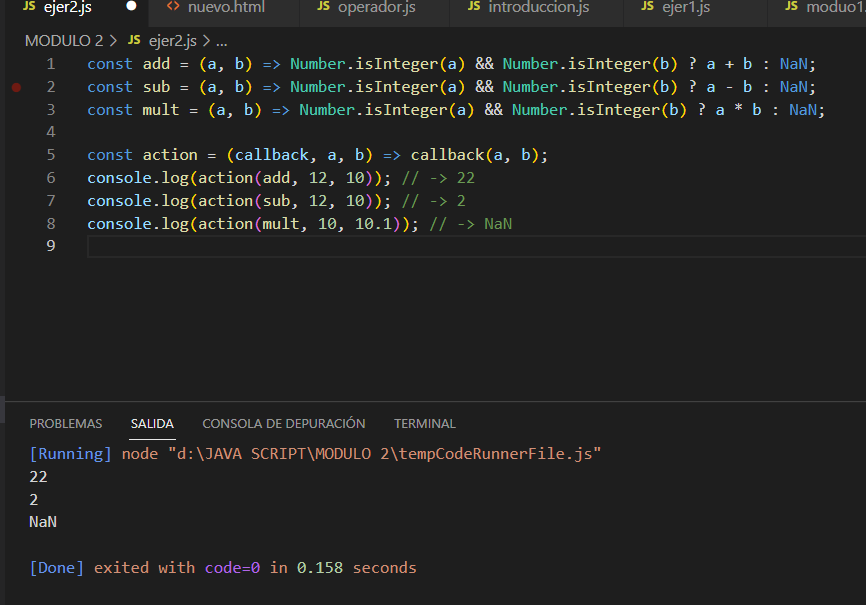 JS ejer2.js ● <> nuevo.html JS operador.js JS introduccion.js JS ejer1.js JS moduo1.
MODULO 2 > JS ejer2.js > ...
1 const add = (a, b) => Number.isInteger(a) && Number.isInteger(b) ? a + b : NaN;
2 const sub = (a, b) => Number.isInteger(a) && Number.isInteger(b) ? a - b : NaN;
3 const mult = (a, b) => Number.isInteger(a) && Number.isInteger(b) ? a * b : NaN;
4
5 const action = (callback, a, b) => callback(a, b);
6 console.log(action(add, 12, 10)); // -> 22
7 console.log(action(sub, 12, 10)); // -> 2
8 console.log(action(mult, 10, 10.1)); // -> NaN
9
PROBLEMAS SALIDA CONSOLA DE DEPURACIÓN TERMINAL
[Running] node "d:\JAVA SCRIPT\MODULO 2\tempCodeRunnerFile.js"
22
2
NaN
[Done] exited with code=0 in 0.158 seconds